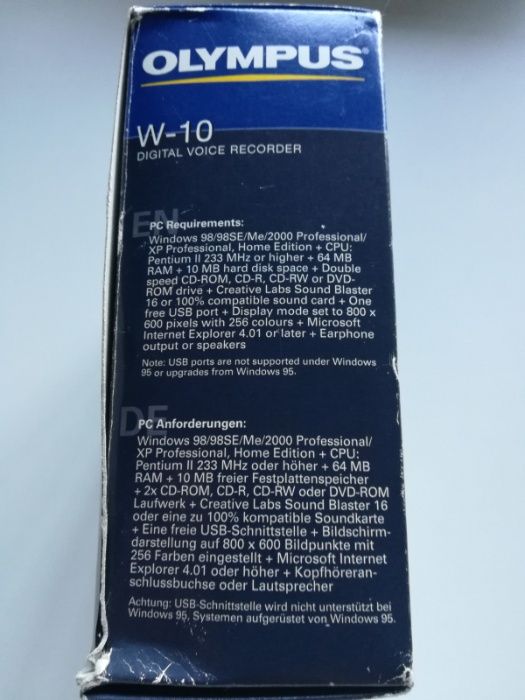 OLYMPUS®
W-10
DIGITAL VOICE RECORDER
EN
PC Requirements:
Windows 98/98SE/Me/2000 Professional/
XP Professional, Home Edition + CPU:
Pentium II 233 MHz or higher + 64 MB
RAM + 10 MB hard disk space + Double
speed CD-ROM, CD-R, CD-RW or DVD-
ROM drive + Creative Labs Sound Blaster
16 or 100% compatible sound card + One
free USB port + Display mode set to 800 x
600 pixels with 256 colours + Microsoft
Internet Explorer 4.01 or later + Earphone
output or speakers
Note: USB ports are not supported under Windows
95 or upgrades from Windows 95.
DE
PC Anforderungen:
Windows 98/98SE/Me/2000 Professional/
XP Professional, Home Edition + CPU:
Pentium II 233 MHz oder höher + 64 MB
RAM + 10 MB freier Festplattenspeicher
+ 2x CD-ROM, CD-R, CD-RW oder DVD-ROM
Laufwerk + Creative Labs Sound Blaster 16
oder eine zu 100% kompatible Soundkarte
+ Eine freie USB-Schnittstelle + Bildschirm-
darstellung auf 800 x 600 Bildpunkte mit
256 Farben eingestellt + Microsoft Internet
Explorer 4.01 oder höher + Kopfhöreran-
schlussbuchse oder Lautsprecher
Achtung: USB-Schnittstelle wird nicht unterstützt bei
Windows 95, Systemen aufgerüstet von Windows 95.